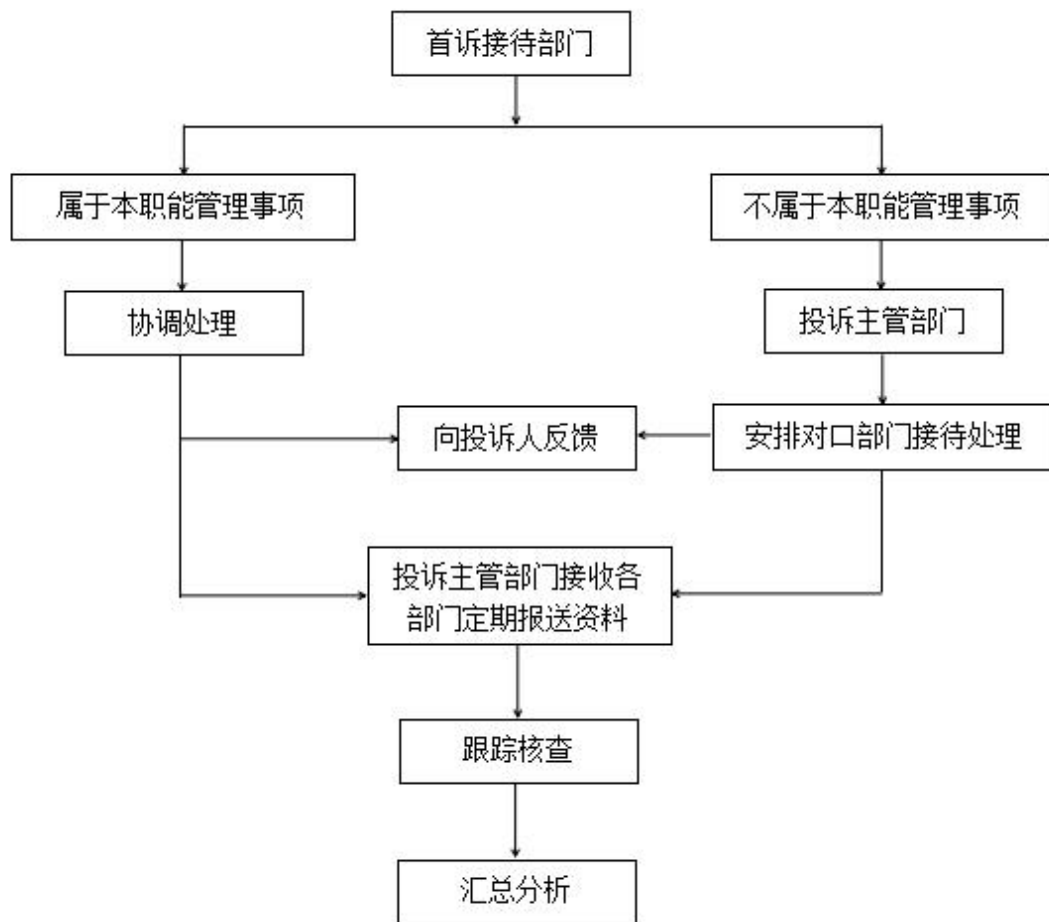 首诉接待部门
属于本职能管理事项
不属于本职能管理事项
协调处理
投诉主管部门
向投诉人反馈
安排对口部门接待处理
投诉主管部门接收各
部门定期报送资料
跟踪核查
汇总分析